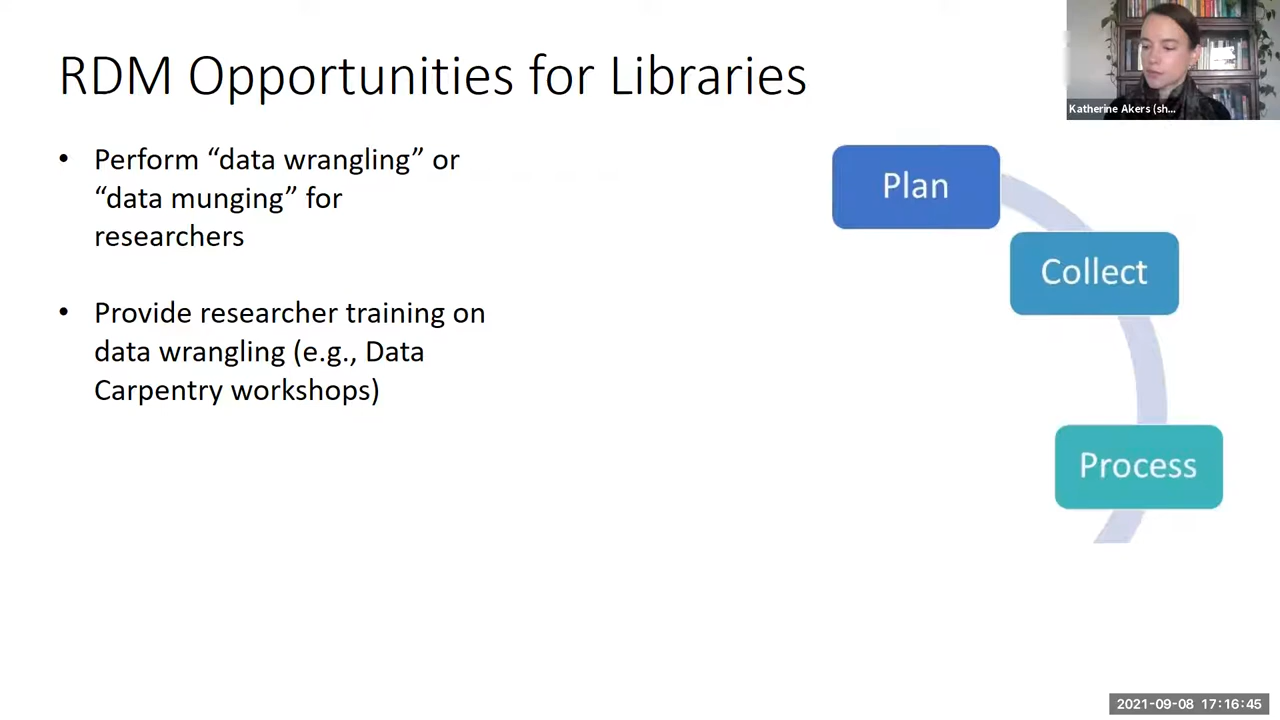 RDM Opportunities for Libraries
Katherine Akers (sh...
• Perform “data wrangling” or
“data munging” for
researchers
• Provide researcher training on
data wrangling (e.g., Data
Carpentry workshops)
Plan
Collect
Process
2021-09-08 17:16:45